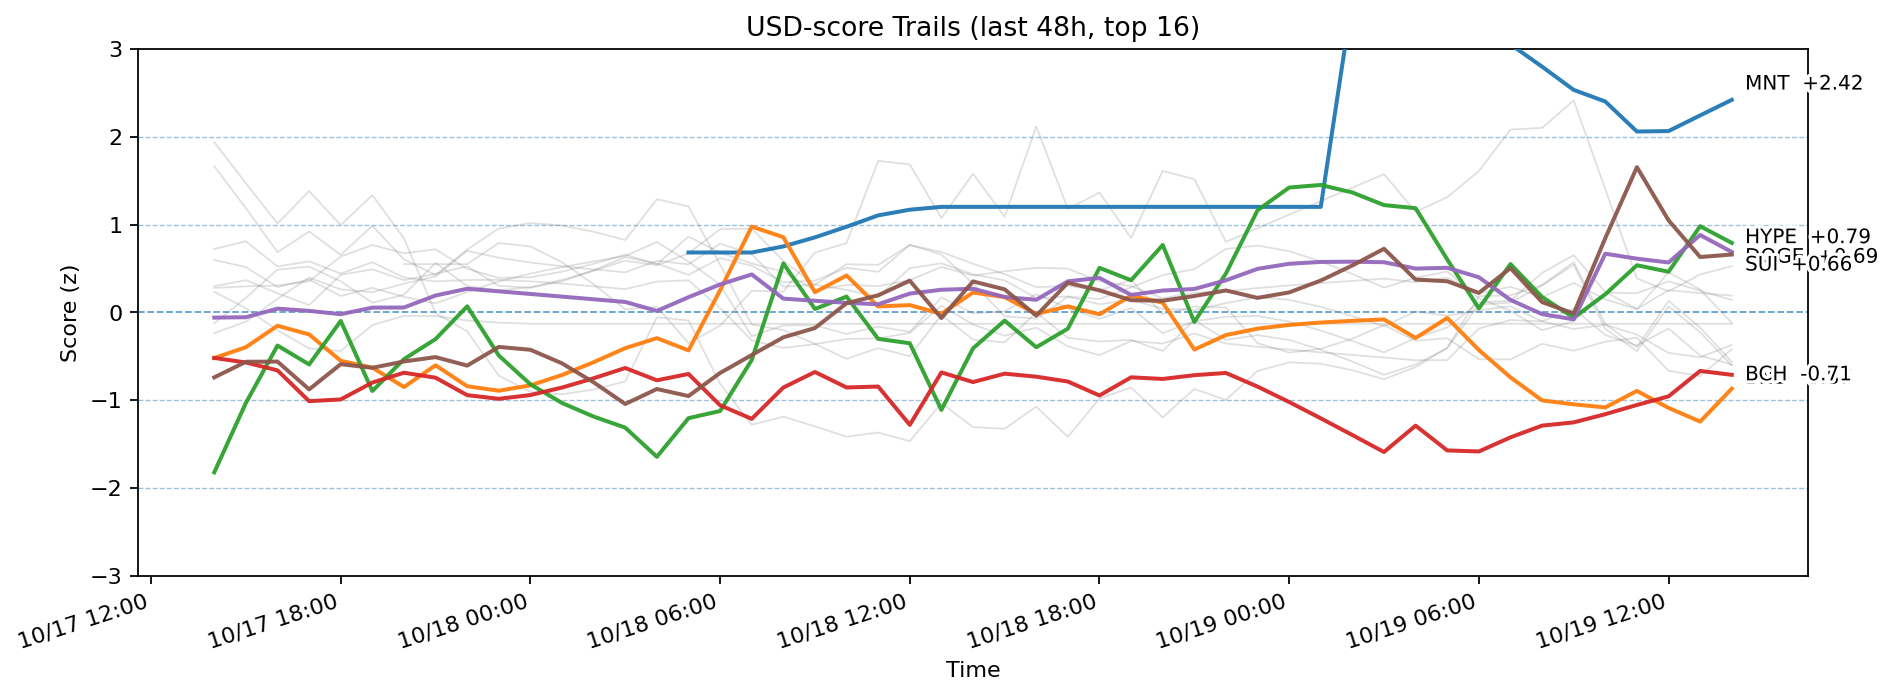 USD-score Trails (last 48h, top 16)
Score (z)
3
2
1
0
−1
−2
−3
MNT +2.42
HYPE +0.79
DOGE +0.69
SUI +0.66
BCH -0.71
10/17 12:00
10/17 18:00
10/18 00:00
10/18 06:00
10/18 12:00
10/18 18:00
10/19 00:00
10/19 06:00
10/19 12:00
Time